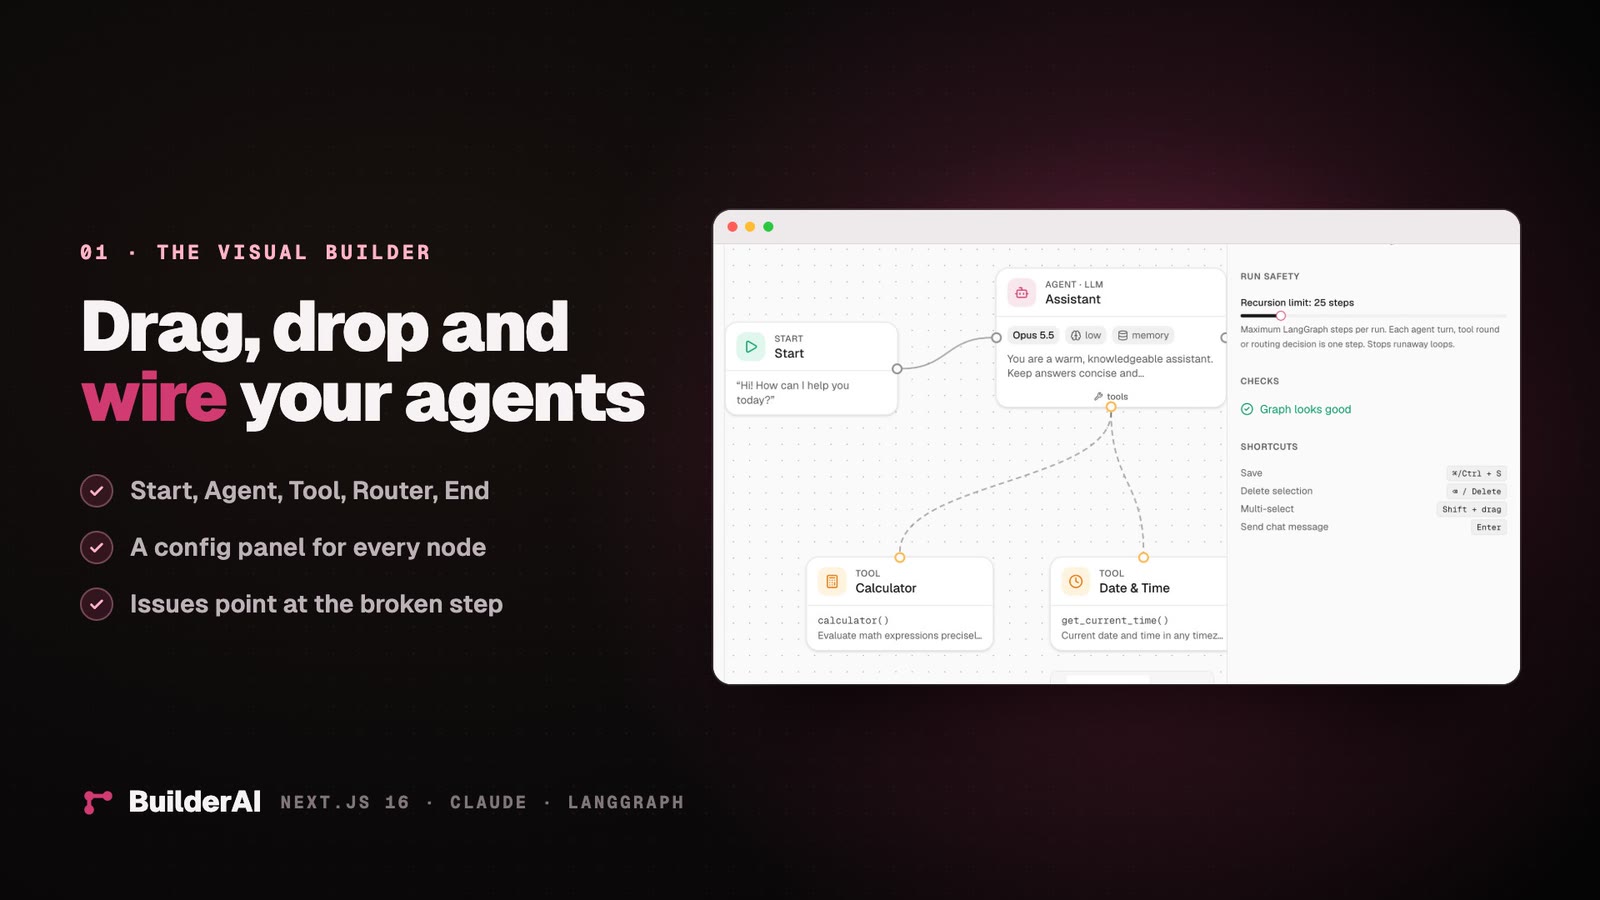 01 · THE VISUAL BUILDER
Drag, drop and
wire your agents
Start, Agent, Tool, Router, End
A config panel for every node
Issues point at the broken step
BuilderAI NEXT.JS 16 · CLAUDE · LANGGRAPH
START
Start
“Hi! How can I help you
today?”
AGENT · LLM
Assistant
Opus 5.5 low memory
You are a warm, knowledgeable assistant.
Keep answers concise and…
tools
TOOL
Calculator
calculator()
Evaluate math expressions precisel…
TOOL
Date & Time
get_current_time()
Current date and time in any timez…
RUN SAFETY
Recursion limit: 25 steps
Maximum LangGraph steps per run. Each agent turn, tool round
or routing decision is one step. Stops runaway loops.
CHECKS
Graph looks good
SHORTCUTS
Save ⌘/Ctrl + S
Delete selection ⌫ / Delete
Multi-select Shift + drag
Send chat message Enter